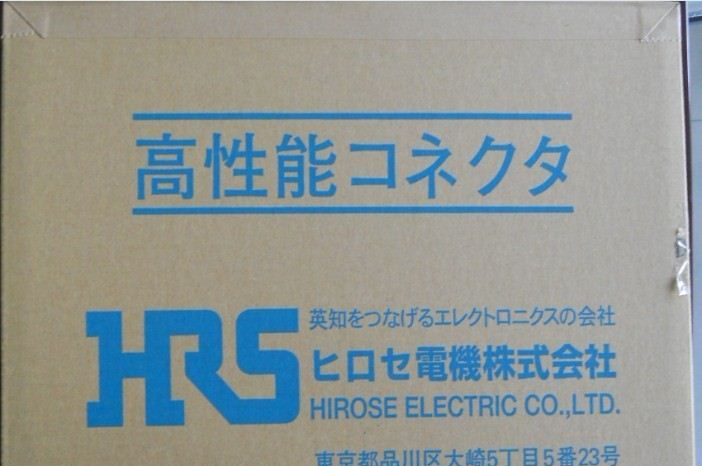 高性能コネクタ
HRS
英知をつなげるエレクトロニクスの会社
ヒロセ電機株式会社
HIROSE ELECTRIC CO.,LTD.
東京都品川区大崎5丁目5番23号